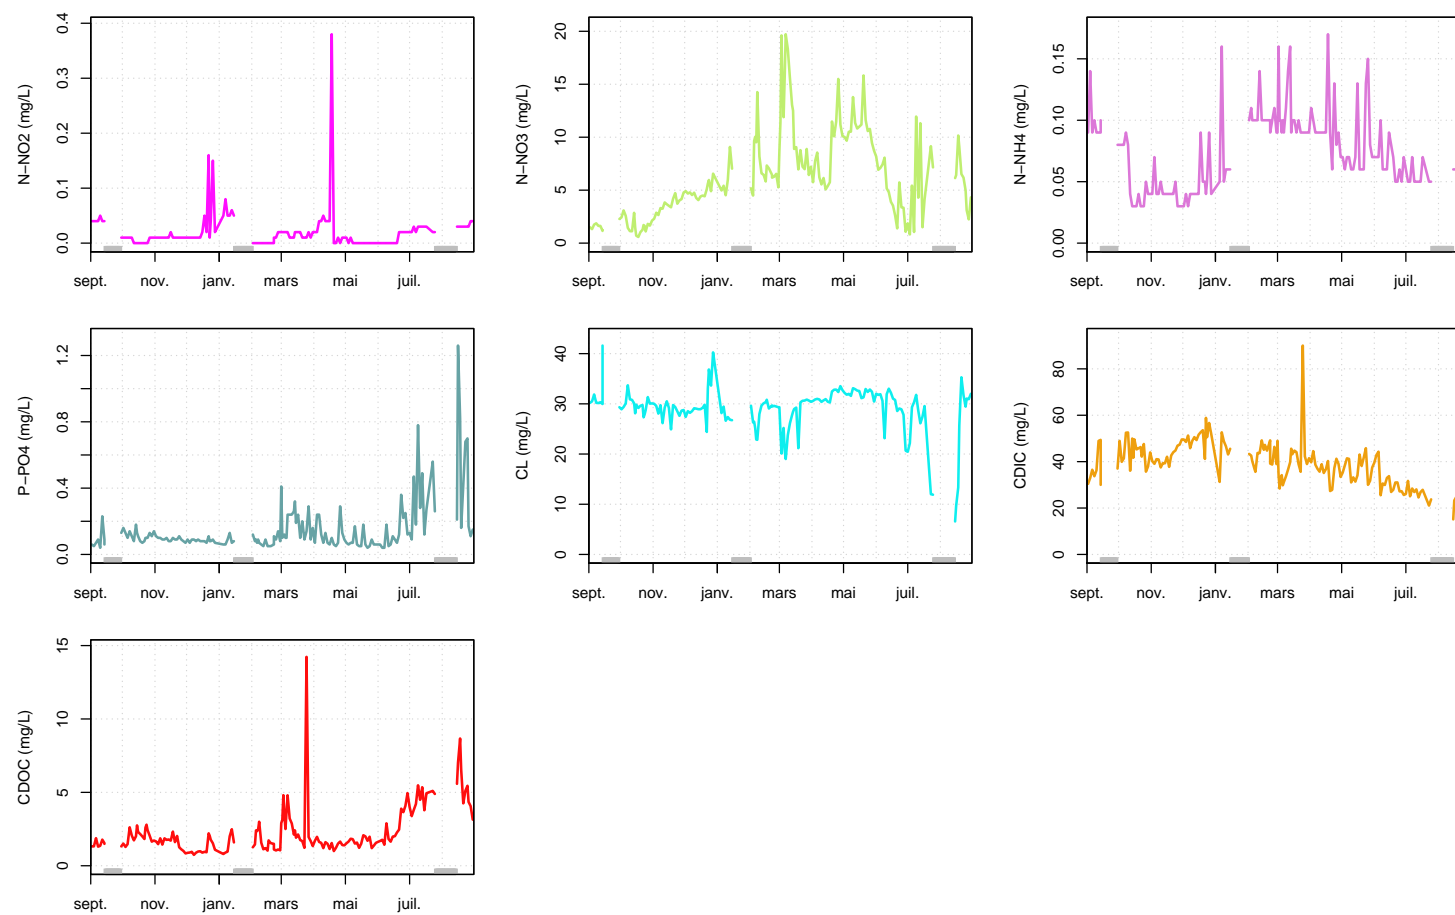 N−NO2 (mg/L)
0.0 0.1 0.2 0.3 0.4
sept. nov. janv. mars mai juil.
N−NO3 (mg/L)
0 5 10 15 20
sept. nov. janv. mars mai juil.
N−NH4 (mg/L)
0.00 0.05 0.10 0.15
sept. nov. janv. mars mai juil.
P−PO4 (mg/L)
0.0 0.4 0.8 1.2
sept. nov. janv. mars mai juil.
CL (mg/L)
0 10 20 30 40
sept. nov. janv. mars mai juil.
CDIC (mg/L)
0 20 40 60 80
sept. nov. janv. mars mai juil.
CDOC (mg/L)
0 5 10 15
sept. nov. janv. mars mai juil.